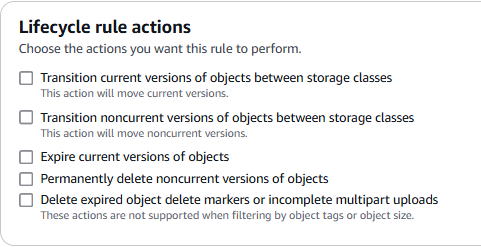 Lifecycle rule actions
Choose the actions you want this rule to perform.
Transition current versions of objects between storage classes
This action will move current versions.
Transition noncurrent versions of objects between storage classes
This action will move noncurrent versions.
Expire current versions of objects
Permanently delete noncurrent versions of objects
Delete expired object delete markers or incomplete multipart uploads
These actions are not supported when filtering by object tags or object size.